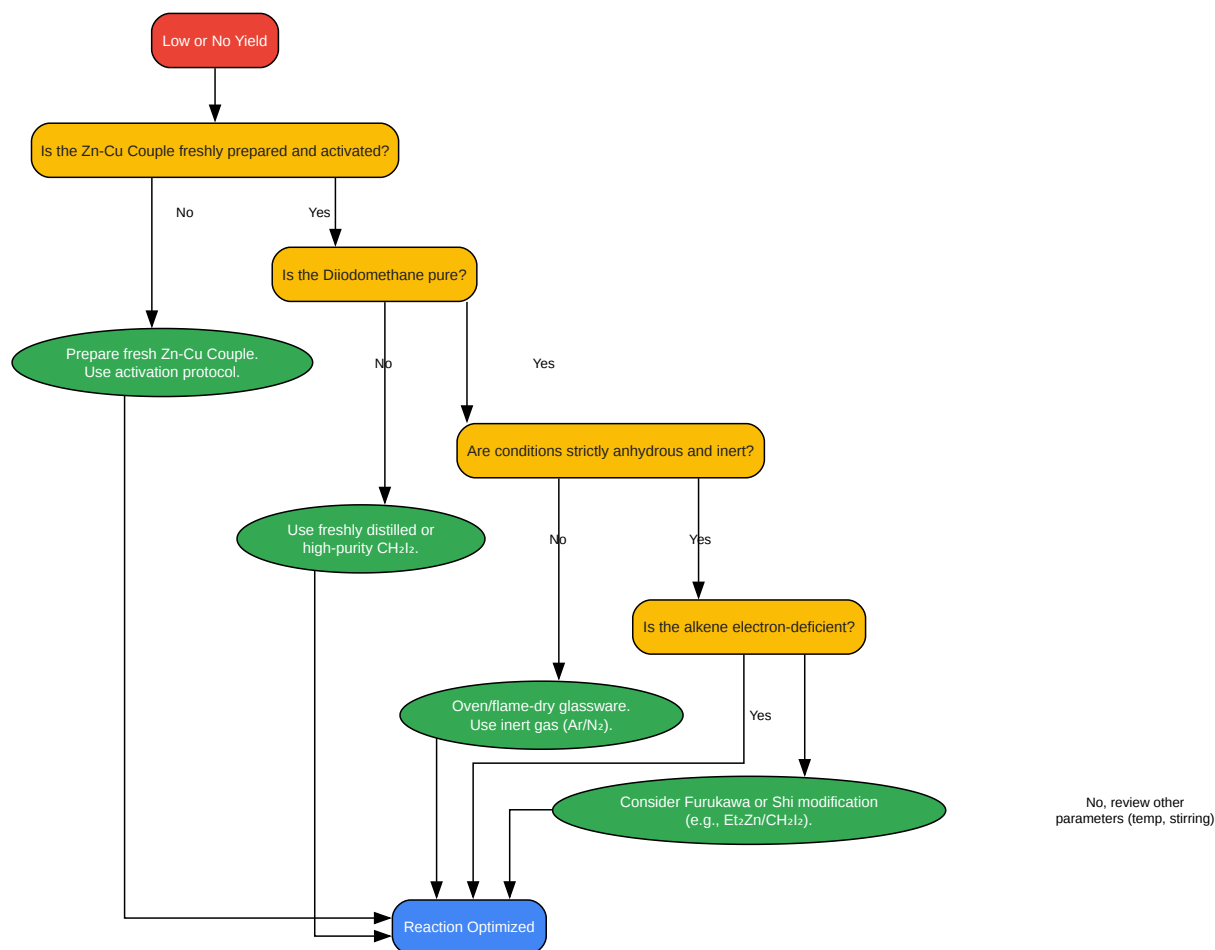 Low or No Yield
Is the Zn-Cu Couple freshly prepared and activated?
No
Yes
Is the Diiodomethane pure?
Prepare fresh Zn-Cu Couple.
Use activation protocol.
No
Yes
Are conditions strictly anhydrous and inert?
Use freshly distilled or
high-purity CH₂I₂.
No
Yes
Is the alkene electron-deficient?
Oven/flame-dry glassware.
Use inert gas (Ar/N₂).
Yes
Consider Furukawa or Shi modification
(e.g., Et₂Zn/CH₂I₂).
No, review other
parameters (temp, stirring)
Reaction Optimized